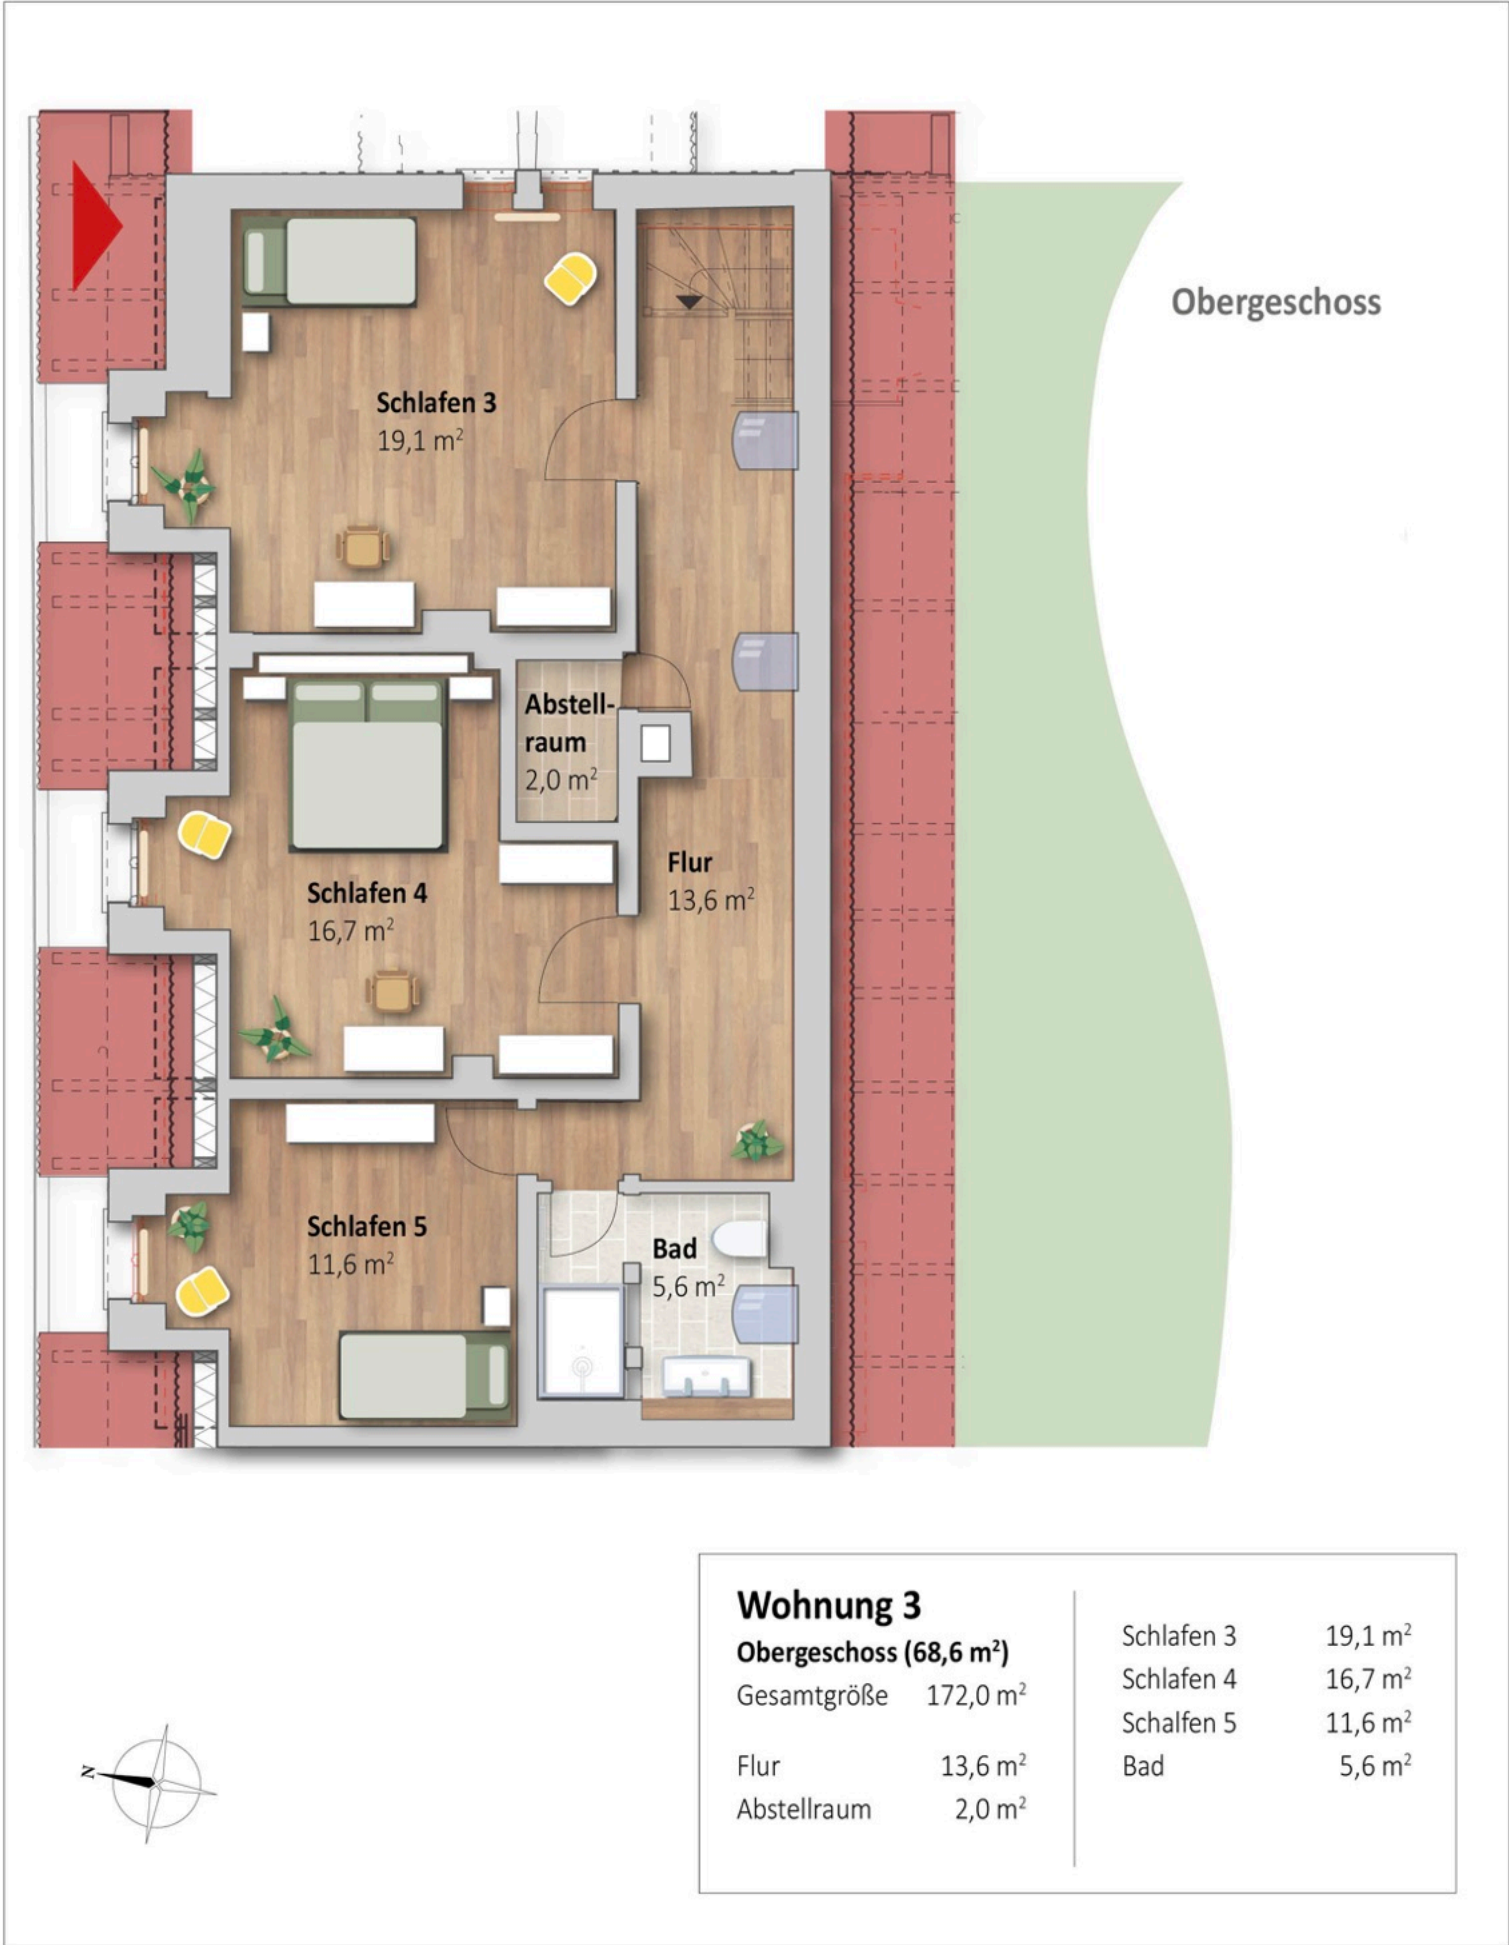 Obergeschoss
Schlafen 3
19,1 m²
Abstell-
raum
2,0 m²
Flur
13,6 m²
Schlafen 4
16,7 m²
Schlafen 5
11,6 m²
Bad
5,6 m²
N
Wohnung 3
Obergeschoss (68,6 m²)
Gesamtgröße 172,0 m²
Flur 13,6 m²
Abstellraum 2,0 m²
Schlafen 3 19,1 m²
Schlafen 4 16,7 m²
Schalfen 5 11,6 m²
Bad 5,6 m²